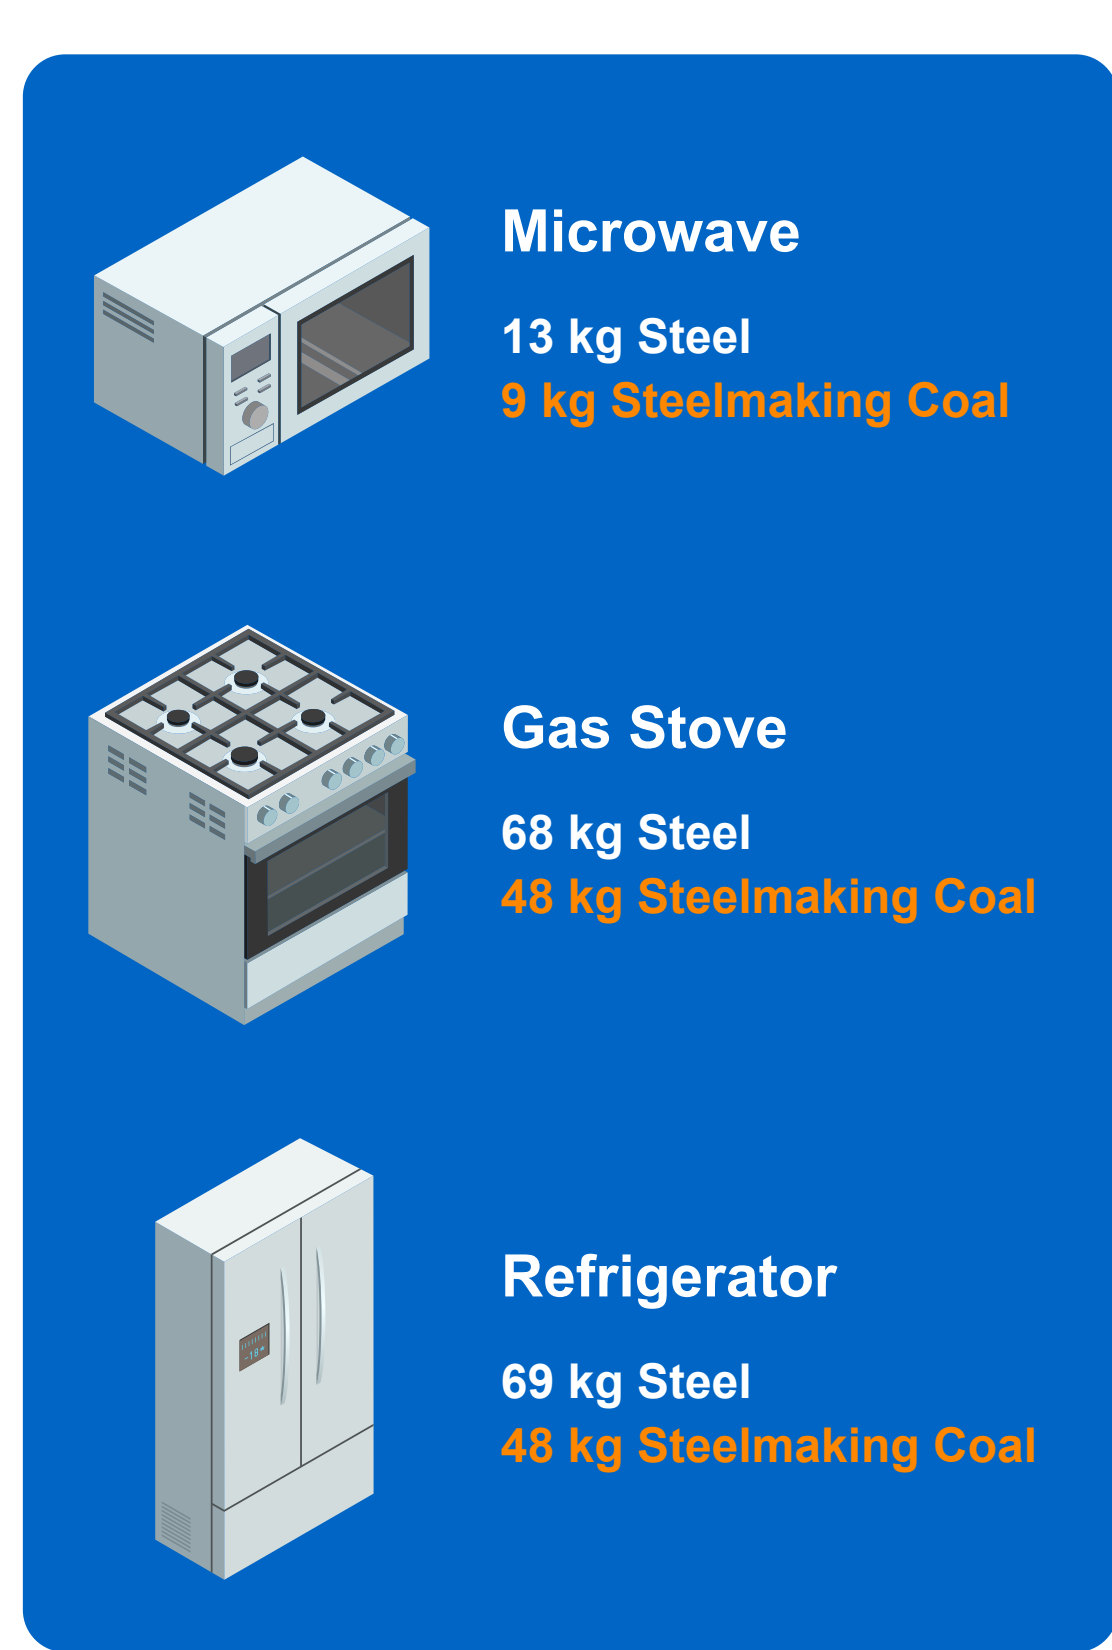 Microwave
13 kg Steel
9 kg Steelmaking Coal
Gas Stove
68 kg Steel
48 kg Steelmaking Coal
Refrigerator
-18*
69 kg Steel
48 kg Steelmaking Coal